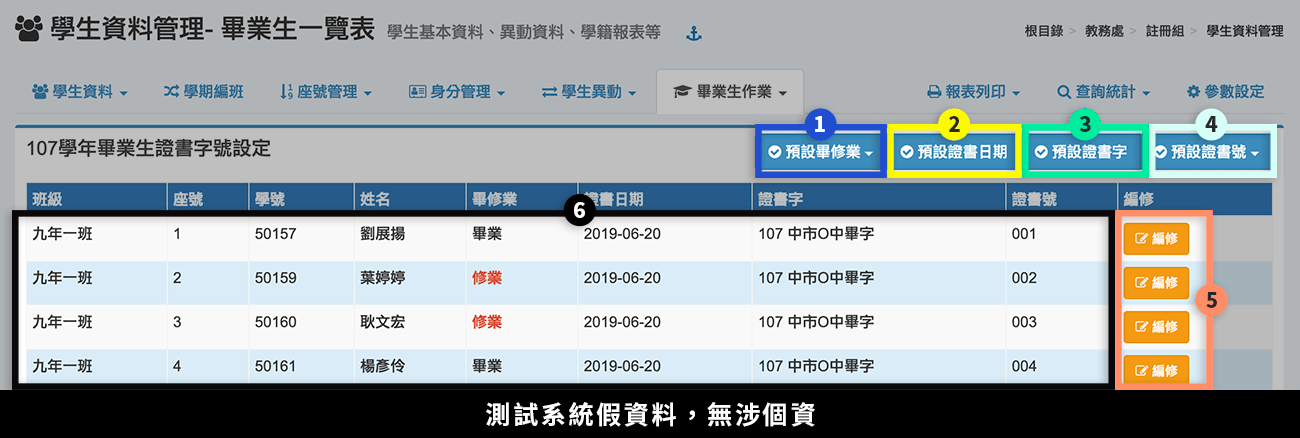 學生資料管理- 畢業生一覽表 學生基本資料、異動資料、學籍報表等
根目錄 > 教務處 > 註冊組 > 學生資料管理
學生資料 學期編班 座號管理 身分管理 學生異動 畢業生作業 報表列印 查詢統計 參數設定
1 2 3 4
107學年畢業生證書字號設定
預設畢修業 預設證書日期 預設證書字 預設證書號
班級 座號 學號 姓名 畢修業 證書日期 證書字 證書號 編修
6
九年一班 1 50157 劉展揚 畢業 2019-06-20 107 中市O中畢字 001 編修
九年一班 2 50159 葉婷婷 修業 2019-06-20 107 中市O中畢字 002 編修
5
九年一班 3 50160 耿文宏 修業 2019-06-20 107 中市O中畢字 003 編修
九年一班 4 50161 楊彥伶 畢業 2019-06-20 107 中市O中畢字 004 編修
測試系統假資料，無涉個資